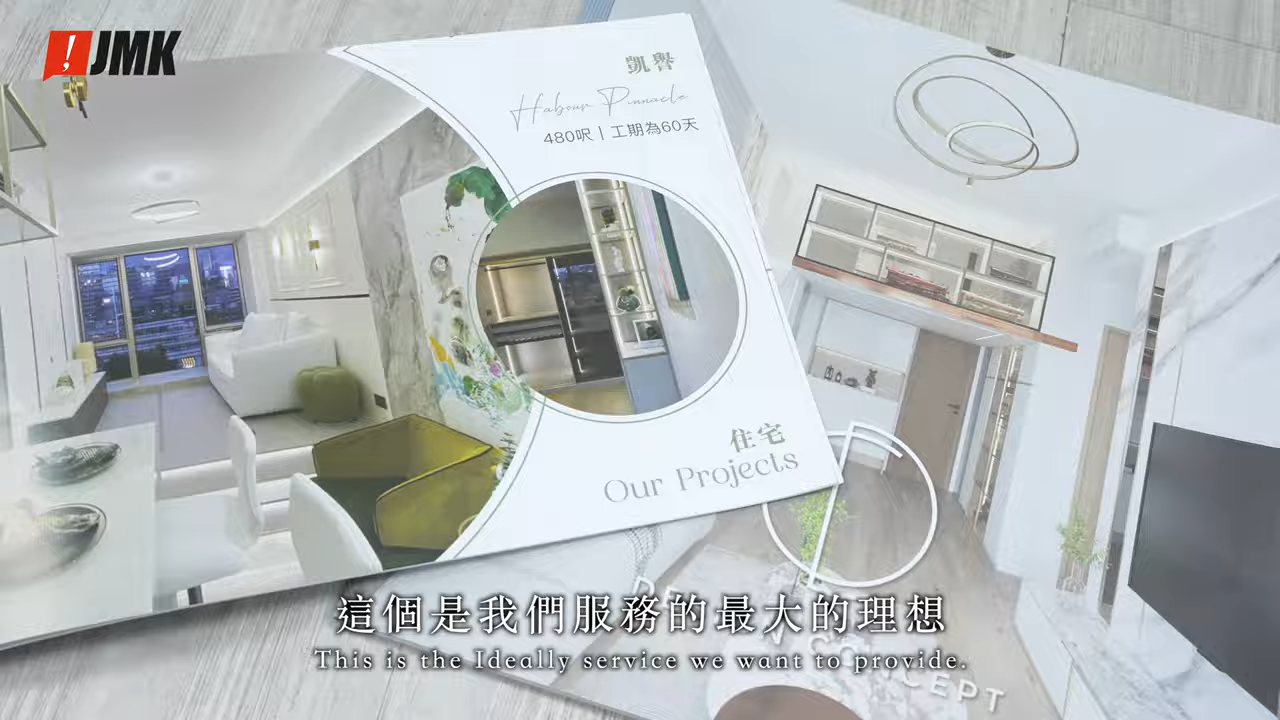 !JMK
凱譽
Habour Pinnacle
480呎 | 工期為60天
住宅
Our Projects
這個是我們服務的最大的理想
This is the Ideally service we want to provide.
CONCEPT